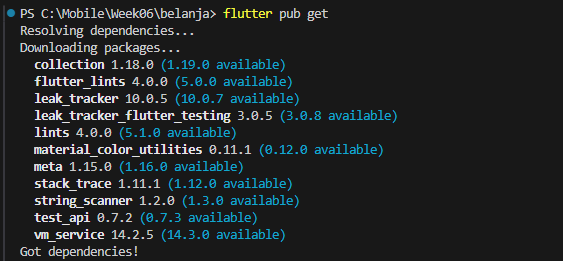 PS C:\Mobile\Week06\belanja> flutter pub get
Resolving dependencies...
Downloading packages...
collection 1.18.0 (1.19.0 available)
flutter_lints 4.0.0 (5.0.0 available)
leak_tracker 10.0.5 (10.0.7 available)
leak_tracker_flutter_testing 3.0.5 (3.0.8 available)
lints 4.0.0 (5.1.0 available)
material_color_utilities 0.11.1 (0.12.0 available)
meta 1.15.0 (1.16.0 available)
stack_trace 1.11.1 (1.12.0 available)
string_scanner 1.2.0 (1.3.0 available)
test_api 0.7.2 (0.7.3 available)
vm_service 14.2.5 (14.3.0 available)
Got dependencies!